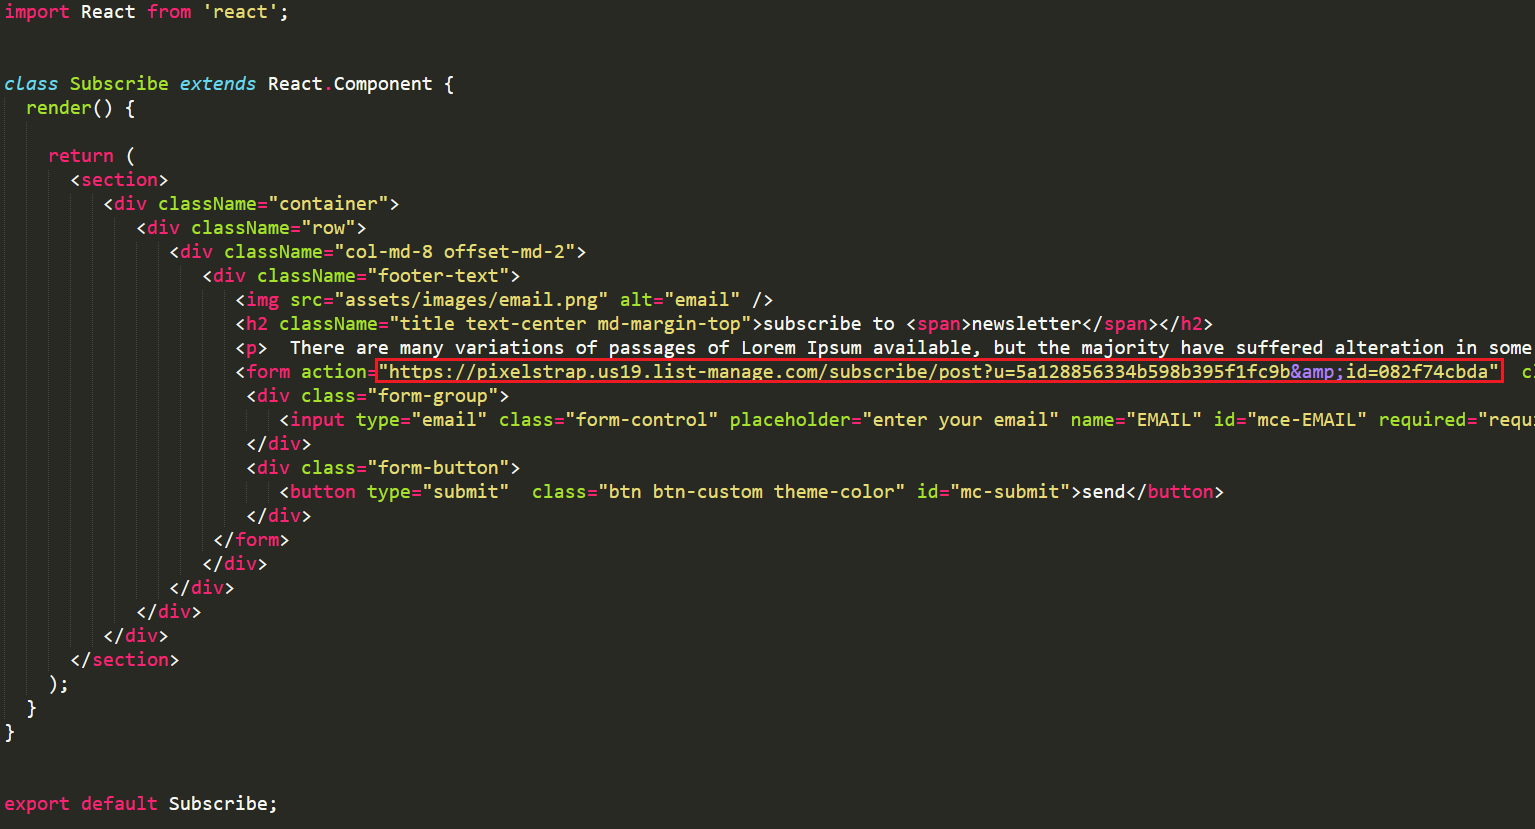 import React from 'react';
class Subscribe extends React.Component {
render() {
return (
<section>
<div className="container">
<div className="row">
<div className="col-md-8 offset-md-2">
<div className="footer-text">
<img src="assets/images/email.png" alt="email" />
<h2 className="title text-center md-margin-top">subscribe to <span>newsletter</span></h2>
<p>  There are many variations of passages of Lorem Ipsum available, but the majority have suffered alteration in some
<form action="https://pixelstrap.us19.list-manage.com/subscribe/post?u=5a128856334b598b395f1fc9b&amp;id=082f74cbda"
<div class="form-group">
<input type="email" class="form-control" placeholder="enter your email" name="EMAIL" id="mce-EMAIL" required="requ
</div>
<div class="form-button">
<button type="submit"  class="btn btn-custom theme-color" id="mc-submit">send</button>
</div>
</form>
</div>
</div>
</div>
</div>
</section>
);
}
}
export default Subscribe;